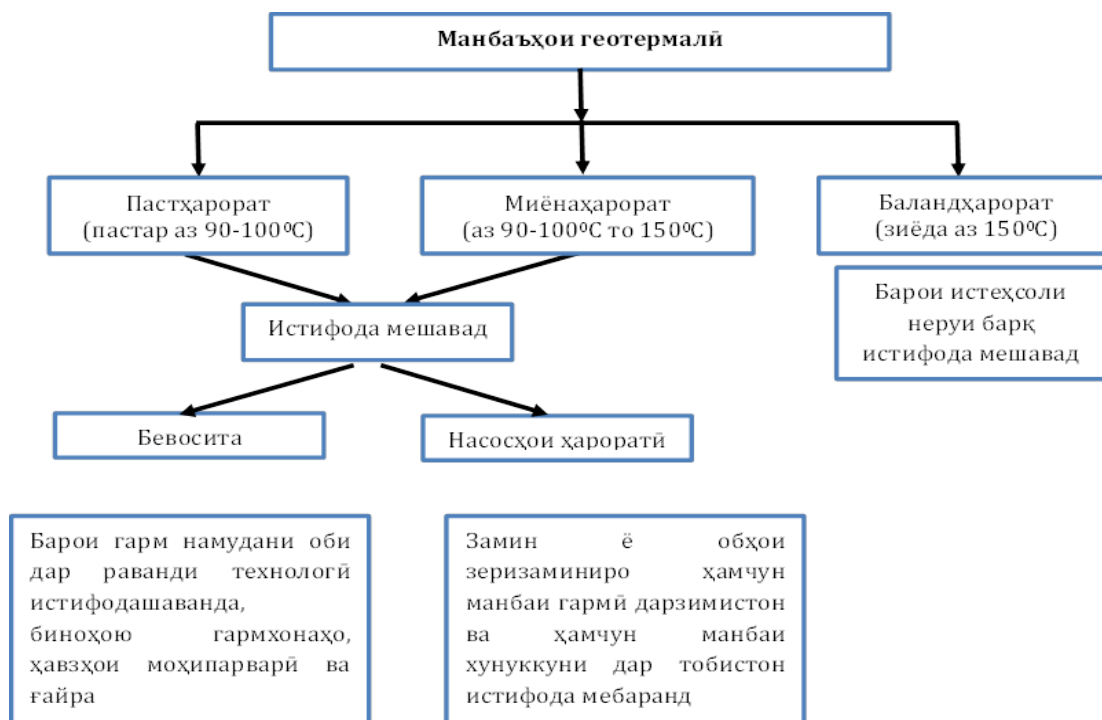 Манбаъҳои геотермалӣ
Пастҳарорат
(пастар аз 90-100⁰С)
Миёнаҳарорат
(аз 90-100⁰С то 150⁰С)
Баландҳарорат
(зиёда аз 150⁰С)
Барои истеҳсоли
неруи барқ
истифода мешавад
Истифода мешавад
Бевосита
Насосҳои ҳароратӣ
Барои гарм намудани оби
дар раванди технологӣ
истифодашаванда,
биноҳою гармхонаҳо,
ҳавзҳои моҳипарварӣ ва
ғайра
Замин ё обҳои
зеризаминиро ҳамчун
манбаи гармӣ дарзимистон
ва ҳамчун манбаи
хунуккуни дар тобистон
истифода мебаранд